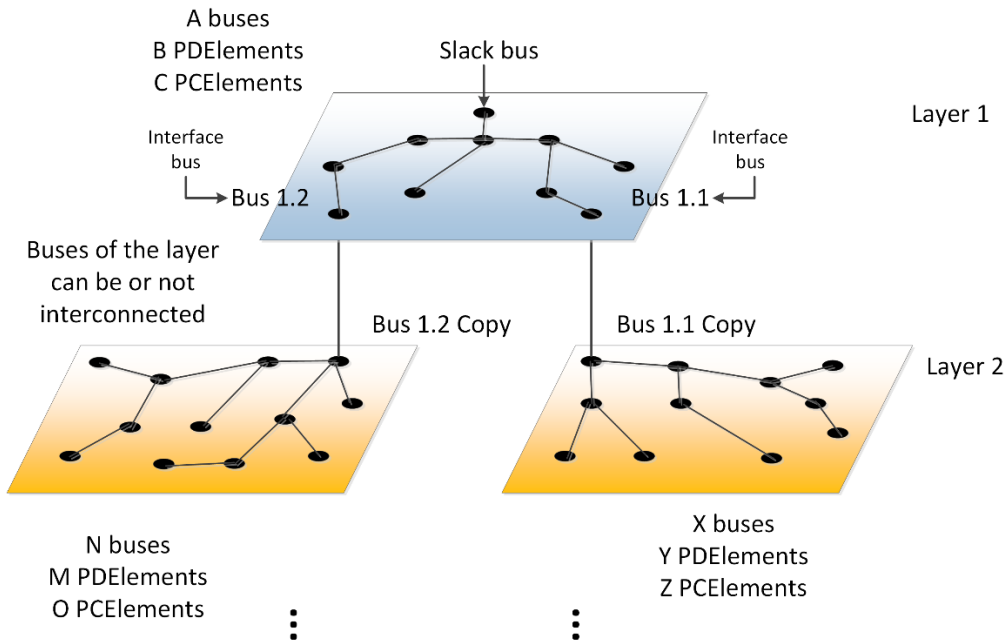 A buses
B PDElements
C PCElements
Slack bus
Layer 1
Interface
bus
Interface
bus
Bus 1.2
Bus 1.1
Buses of the layer
can be or not
interconnected
Bus 1.2 Copy
Bus 1.1 Copy
Layer 2
N buses
M PDElements
O PCElements
X buses
Y PDElements
Z PCElements